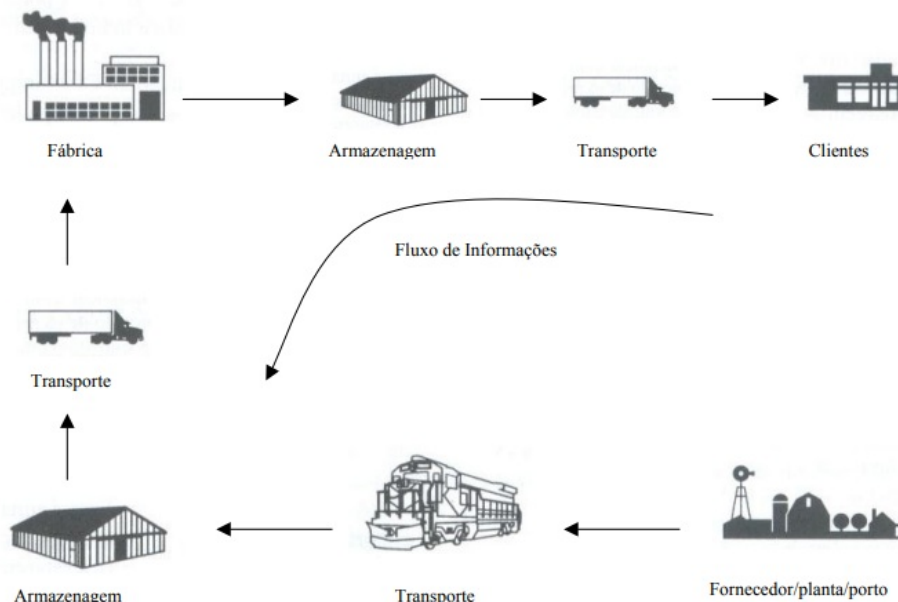 Fábrica
Armazenagem
Transporte
Clientes
Fluxo de Informações
Transporte
Armazenagem
Transporte
Fornecedor/planta/porto